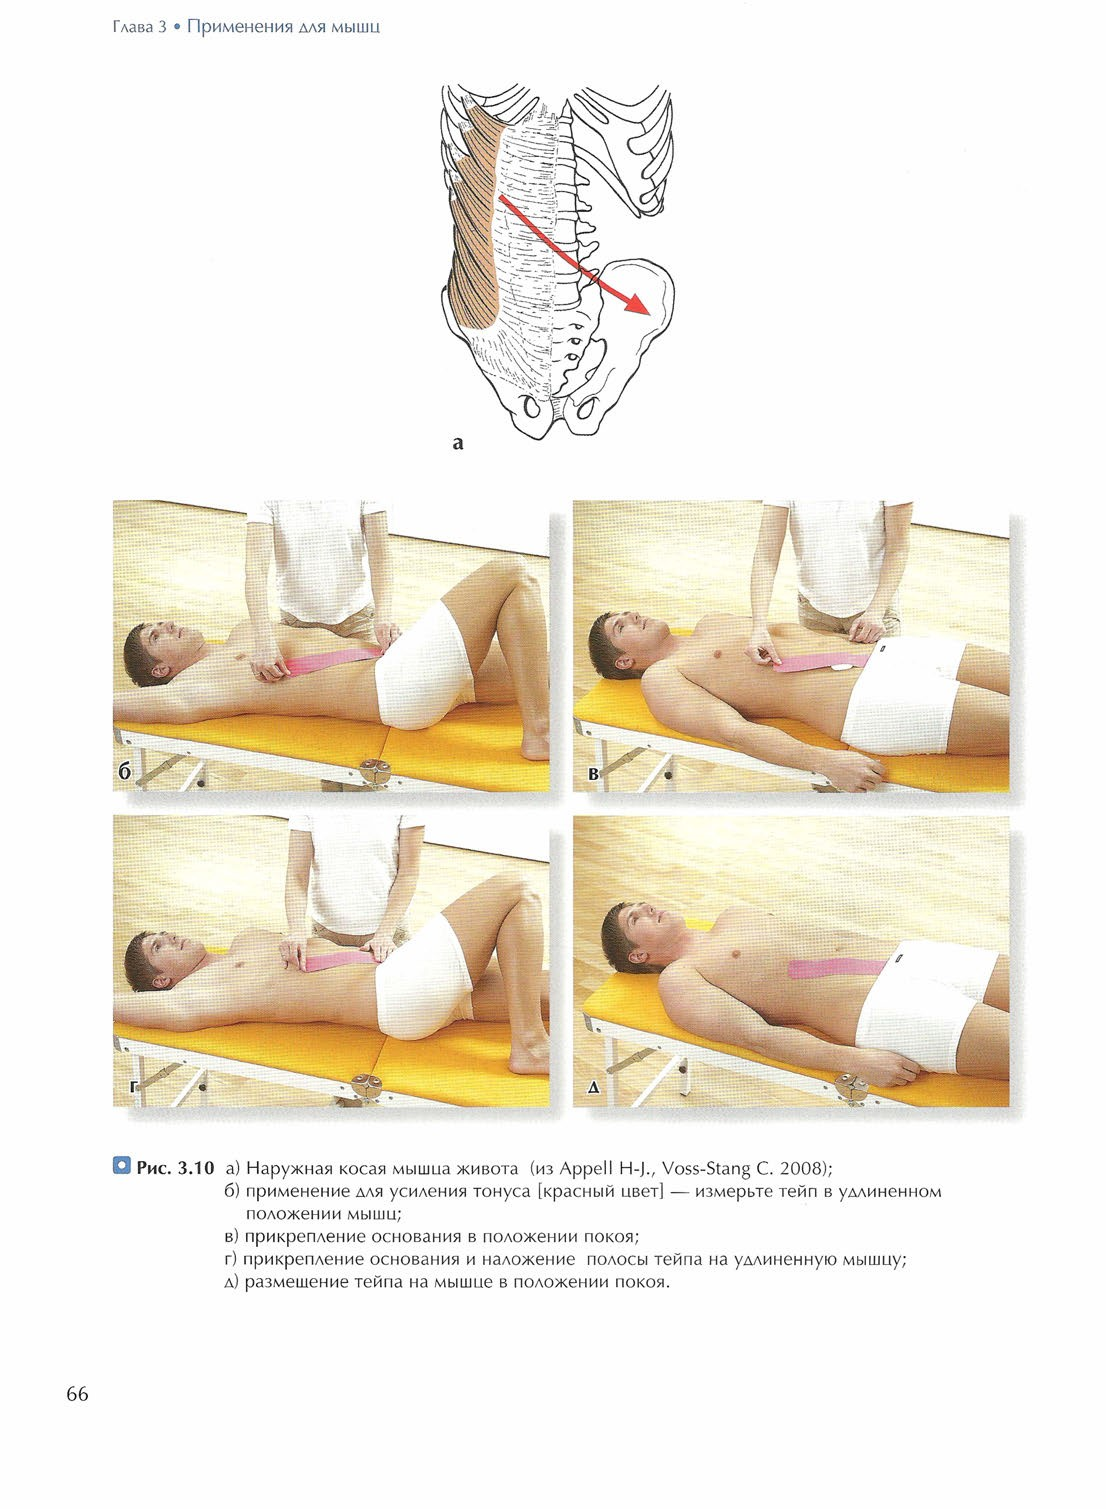 Глава 3 • Применения для мышц
а
б
в
г
д
Рис. 3.10 а) Наружная косая мышца живота (из Appell H-J., Voss-Stang C. 2008);
б) применение для усиления тонуса [красный цвет] — измерьте тейп в удлиненном
положении мышц;
в) прикрепление основания в положении покоя;
г) прикрепление основания и наложение полосы тейпа на удлиненную мышцу;
д) размещение тейпа на мышце в положении покоя.
66